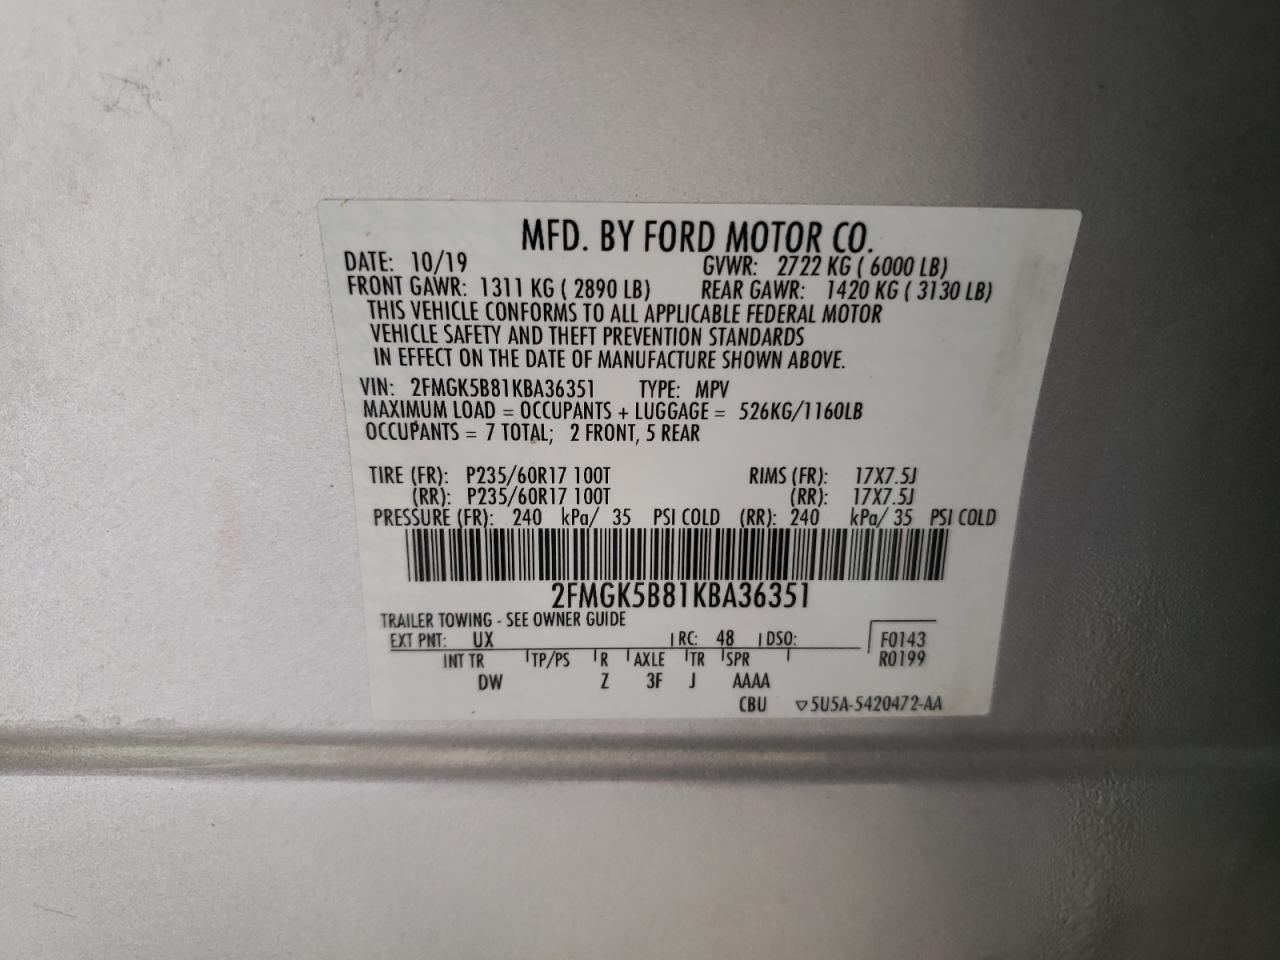 MFD. BY FORD MOTOR CO.
DATE: 10/19 GVWR: 2722 KG ( 6000 LB)
FRONT GAWR: 1311 KG ( 2890 LB) REAR GAWR: 1420 KG ( 3130 LB)
THIS VEHICLE CONFORMS TO ALL APPLICABLE FEDERAL MOTOR
VEHICLE SAFETY AND THEFT PREVENTION STANDARDS
IN EFFECT ON THE DATE OF MANUFACTURE SHOWN ABOVE.
VIN: 2FMGK5B81KBA36351 TYPE: MPV
MAXIMUM LOAD = OCCUPANTS + LUGGAGE = 526KG/1160LB
OCCUPANTS = 7 TOTAL; 2 FRONT, 5 REAR
TIRE (FR): P235/60R17 100T RIMS (FR): 17X7.5J
(RR): P235/60R17 100T (RR): 17X7.5J
PRESSURE (FR): 240 kPa/ 35 PSI COLD (RR): 240 kPa/ 35 PSI COLD
2FMGK5B81KBA36351
TRAILER TOWING - SEE OWNER GUIDE
EXT PNT: UX RC: 48 DSO: F0143
INT TR TP/PS R AXLE TR SPR R0199
DW Z 3F J AAAA
CBU ▽5U5A-5420472-AA